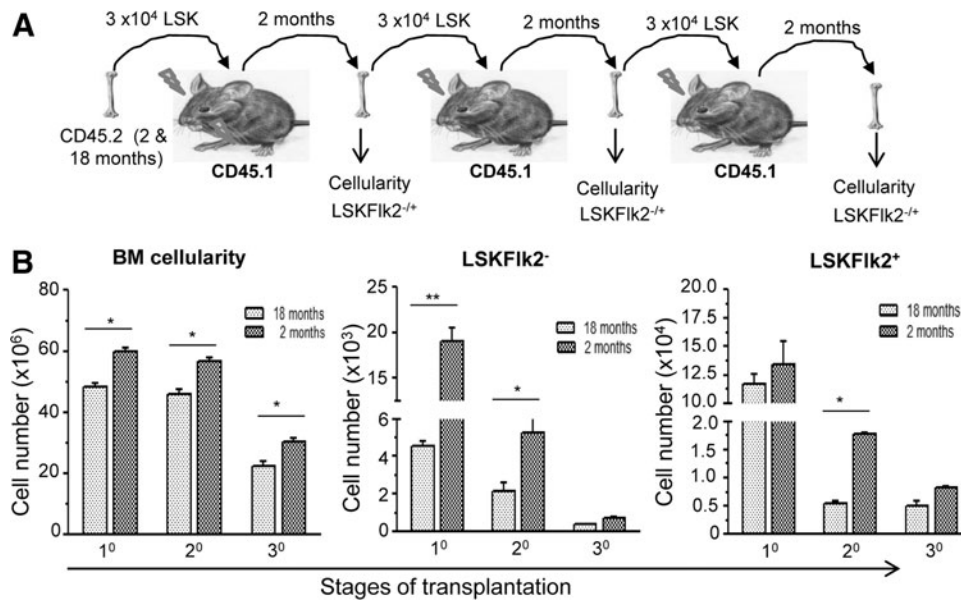 A
3 x10⁴ LSK
2 months
3 x10⁴ LSK
2 months
3 x10⁴ LSK
2 months
CD45.2 (2 &
18 months)
CD45.1
CD45.1
CD45.1
Cellularity
LSKFlk2⁻/⁺
Cellularity
LSKFlk2⁻/⁺
Cellularity
LSKFlk2⁻/⁺
B
BM cellularity
Cell number (x10⁶)
80
60
40
20
0
18 months
2 months
*
*
*
1⁰
2⁰
3⁰
LSKFlk2⁻
Cell number (x10³)
25
20
15
6
4
2
0
18 months
2 months
**
*
1⁰
2⁰
3⁰
LSKFlk2⁺
Cell number (x10⁴)
20.0
17.5
15.0
12.5
10.0
2.0
1.5
1.0
0.5
18 months
2 months
*
1⁰
2⁰
3⁰
Stages of transplantation